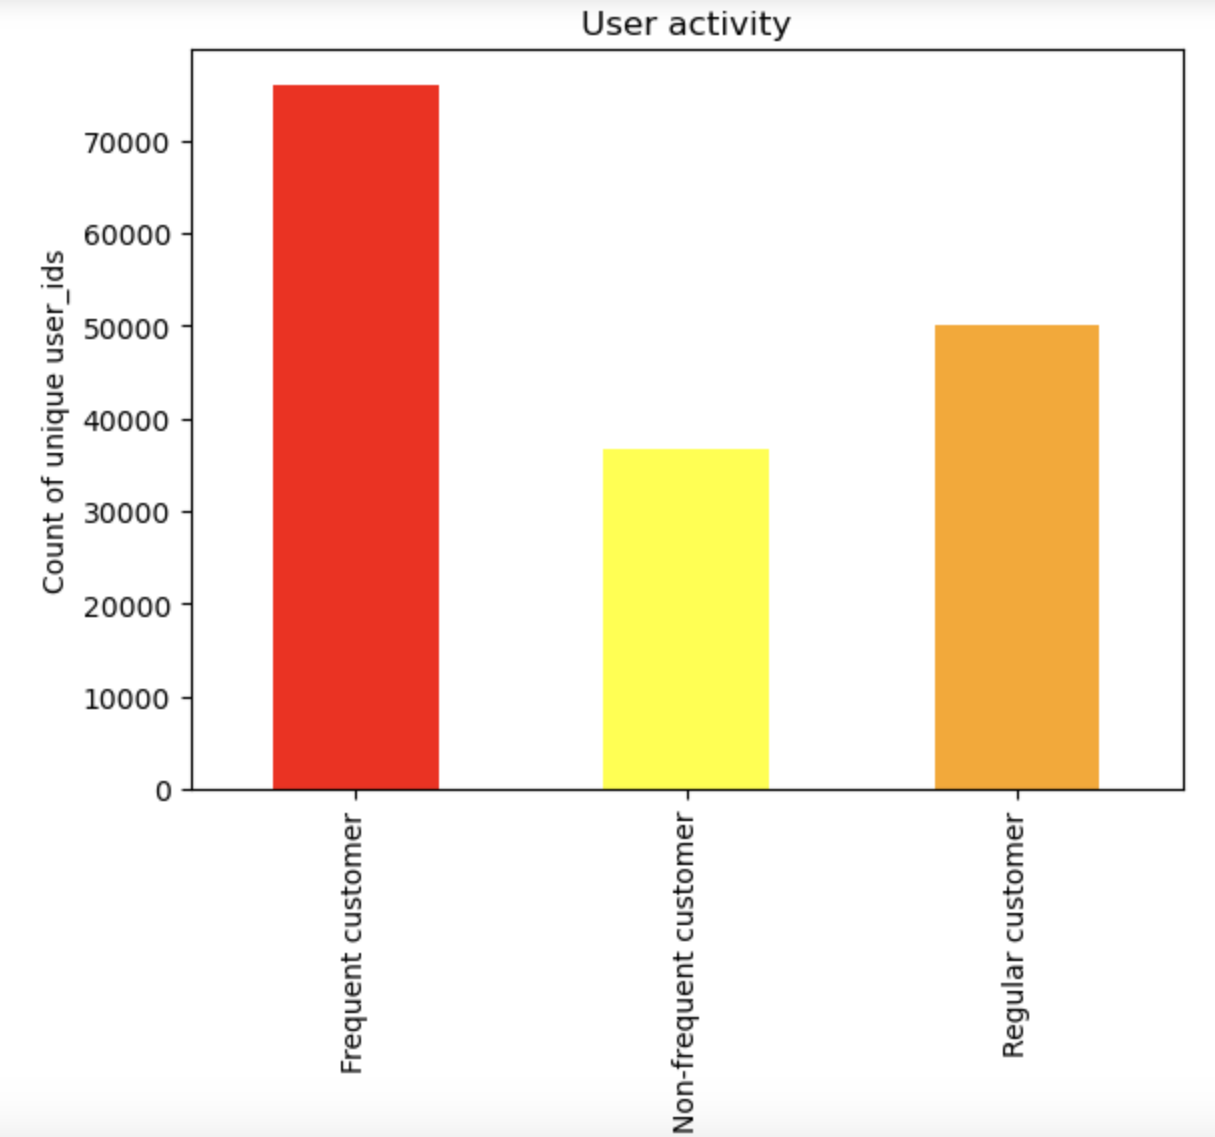 User activity
Count of unique user_ids
70000
60000
50000
40000
30000
20000
10000
0
Frequent customer
Non-frequent customer
Regular customer